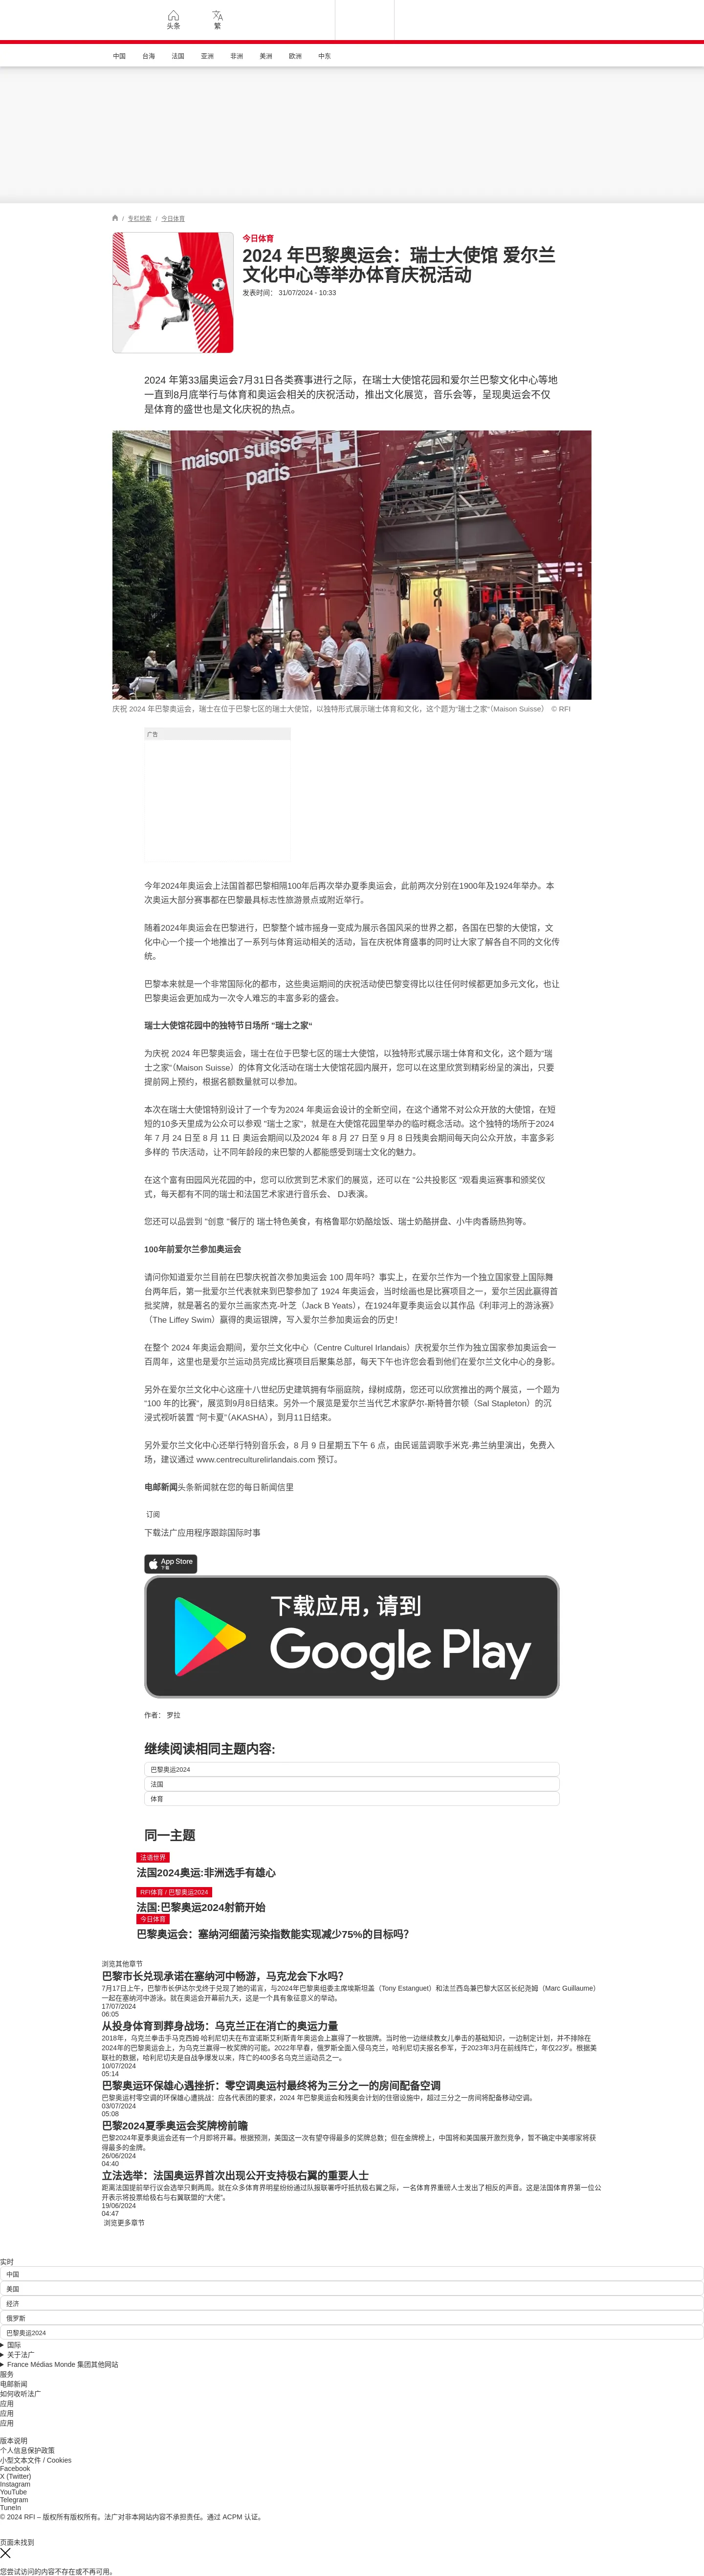 头条
繁
中国 台海 法国 亚洲 非洲 美洲 欧洲 中东
/ 专栏检索 / 今日体育
今日体育
2024 年巴黎奥运会：瑞士大使馆 爱尔兰
文化中心等举办体育庆祝活动
发表时间： 31/07/2024 - 10:33
2024 年第33届奥运会7月31日各类赛事进行之际，在瑞士大使馆花园和爱尔兰巴黎文化中心等地
一直到8月底举行与体育和奥运会相关的庆祝活动，推出文化展览，音乐会等，呈现奥运会不仅
是体育的盛世也是文化庆祝的热点。
maison suisse
paris
庆祝 2024 年巴黎奥运会，瑞士在位于巴黎七区的瑞士大使馆，以独特形式展示瑞士体育和文化，这个题为"瑞士之家"（Maison Suisse） © RFI
广告
今年2024年奥运会上法国首都巴黎相隔100年后再次举办夏季奥运会，此前两次分别在1900年及1924年举办。本
次奥运大部分赛事都在巴黎最具标志性旅游景点或附近举行。
随着2024年奥运会在巴黎进行，巴黎整个城市摇身一变成为展示各国风采的世界之都，各国在巴黎的大使馆，文
化中心一个接一个地推出了一系列与体育运动相关的活动，旨在庆祝体育盛事的同时让大家了解各自不同的文化传
统。
巴黎本来就是一个非常国际化的都市，这些奥运期间的庆祝活动使巴黎变得比以往任何时候都更加多元文化，也让
巴黎奥运会更加成为一次令人难忘的丰富多彩的盛会。
瑞士大使馆花园中的独特节日场所 "瑞士之家"
为庆祝 2024 年巴黎奥运会，瑞士在位于巴黎七区的瑞士大使馆，以独特形式展示瑞士体育和文化，这个题为"瑞
士之家"（Maison Suisse）的体育文化活动在瑞士大使馆花园内展开，您可以在这里欣赏到精彩纷呈的演出，只要
提前网上预约，根据名额数量就可以参加。
本次在瑞士大使馆特别设计了一个专为2024 年奥运会设计的全新空间，在这个通常不对公众开放的大使馆，在短
短的10多天里成为公众可以参观 "瑞士之家"，就是在大使馆花园里举办的临时概念活动。这个独特的场所于2024
年 7 月 24 日至 8 月 11 日 奥运会期间以及2024 年 8 月 27 日至 9 月 8 日残奥会期间每天向公众开放，丰富多彩
多样的 节庆活动，让不同年龄段的来巴黎的人都能感受到瑞士文化的魅力。
在这个富有田园风光花园的中，您可以欣赏到艺术家们的展览，还可以在 "公共投影区 "观看奥运赛事和颁奖仪
式，每天都有不同的瑞士和法国艺术家进行音乐会、 DJ表演。
您还可以品尝到 "创意 "餐厅的 瑞士特色美食，有格鲁耶尔奶酪烩饭、瑞士奶酪拼盘、小牛肉香肠热狗等。
100年前爱尔兰参加奥运会
请问你知道爱尔兰目前在巴黎庆祝首次参加奥运会 100 周年吗？事实上，在爱尔兰作为一个独立国家登上国际舞
台两年后，第一批爱尔兰代表就来到巴黎参加了 1924 年奥运会，当时绘画也是比赛项目之一，爱尔兰因此赢得首
批奖牌，就是著名的爱尔兰画家杰克-叶芝（Jack B Yeats），在1924年夏季奥运会以其作品《利菲河上的游泳赛》
（The Liffey Swim）赢得的奥运银牌，写入爱尔兰参加奥运会的历史！
在整个 2024 年奥运会期间，爱尔兰文化中心（Centre Culturel Irlandais）庆祝爱尔兰作为独立国家参加奥运会一
百周年，这里也是爱尔兰运动员完成比赛项目后聚集总部，每天下午也许您会看到他们在爱尔兰文化中心的身影。
另外在爱尔兰文化中心这座十八世纪历史建筑拥有华丽庭院，绿树成荫，您还可以欣赏推出的两个展览，一个题为
"100 年的比赛"，展览到9月8日结束。另外一个展览是爱尔兰当代艺术家萨尔-斯特普尔顿（Sal Stapleton）的沉
浸式视听装置 "阿卡夏"（AKASHA），到月11日结束。
另外爱尔兰文化中心还举行特别音乐会，8 月 9 日星期五下午 6 点，由民谣蓝调歌手米克-弗兰纳里演出，免费入
场，建议通过 www.centreculturelirlandais.com 预订。
电邮新闻头条新闻就在您的每日新闻信里
订阅
下载法广应用程序跟踪国际时事
App Store
下载
下载应用，请到
Google Play
作者： 罗拉
继续阅读相同主题内容:
巴黎奥运2024
法国
体育
同一主题
法语世界
法国2024奥运:非洲选手有雄心
RFI体育 / 巴黎奥运2024
法国:巴黎奥运2024射箭开始
今日体育
巴黎奥运会：塞纳河细菌污染指数能实现减少75%的目标吗?
浏览其他章节
巴黎市长兑现承诺在塞纳河中畅游，马克龙会下水吗？
7月17日上午，巴黎市长伊达尔戈终于兑现了她的诺言，与2024年巴黎奥组委主席埃斯坦盖（Tony Estanguet）和法兰西岛兼巴黎大区区长纪尧姆（Marc Guillaume）
一起在塞纳河中游泳。就在奥运会开幕前九天，这是一个具有象征意义的举动。
17/07/2024
06:05
从投身体育到葬身战场：乌克兰正在消亡的奥运力量
2018年，乌克兰拳击手马克西姆·哈利尼切夫在布宜诺斯艾利斯青年奥运会上赢得了一枚银牌。当时他一边继续教女儿拳击的基础知识，一边制定计划，并不排除在
2024年的巴黎奥运会上，为乌克兰赢得一枚奖牌的可能。2022年早春，俄罗斯全面入侵乌克兰，哈利尼切夫报名参军，于2023年3月在前线阵亡，年仅22岁。根据美
联社的数据，哈利尼切夫是自战争爆发以来，阵亡的400多名乌克兰运动员之一。
10/07/2024
05:14
巴黎奥运环保雄心遇挫折：零空调奥运村最终将为三分之一的房间配备空调
巴黎奥运村零空调的环保雄心遭挑战：应各代表团的要求，2024 年巴黎奥运会和残奥会计划的住宿设施中，超过三分之一房间将配备移动空调。
03/07/2024
05:08
巴黎2024夏季奥运会奖牌榜前瞻
巴黎2024年夏季奥运会还有一个月即将开幕。根据预测，美国这一次有望夺得最多的奖牌总数；但在金牌榜上，中国将和美国展开激烈竞争，暂不确定中美哪家将获
得最多的金牌。
26/06/2024
04:40
立法选举：法国奥运界首次出现公开支持极右翼的重要人士
距离法国提前举行议会选举只剩两周。就在众多体育界明星纷纷通过队报联署呼吁抵抗极右翼之际，一名体育界重磅人士发出了相反的声音。这是法国体育界第一位公
开表示将投票给极右与右翼联盟的“大佬”。
19/06/2024
04:47
浏览更多章节
实时
中国
美国
经济
俄罗斯
巴黎奥运2024
国际
关于法广
France Médias Monde 集团其他网站
服务
电邮新闻
如何收听法广
应用
应用
应用
版本说明
个人信息保护政策
小型文本文件 / Cookies
Facebook
X (Twitter)
Instagram
YouTube
Telegram
TuneIn
© 2024 RFI – 版权所有版权所有。法广对非本网站内容不承担责任。通过 ACPM 认证。
页面未找到
您尝试访问的内容不存在或不再可用。